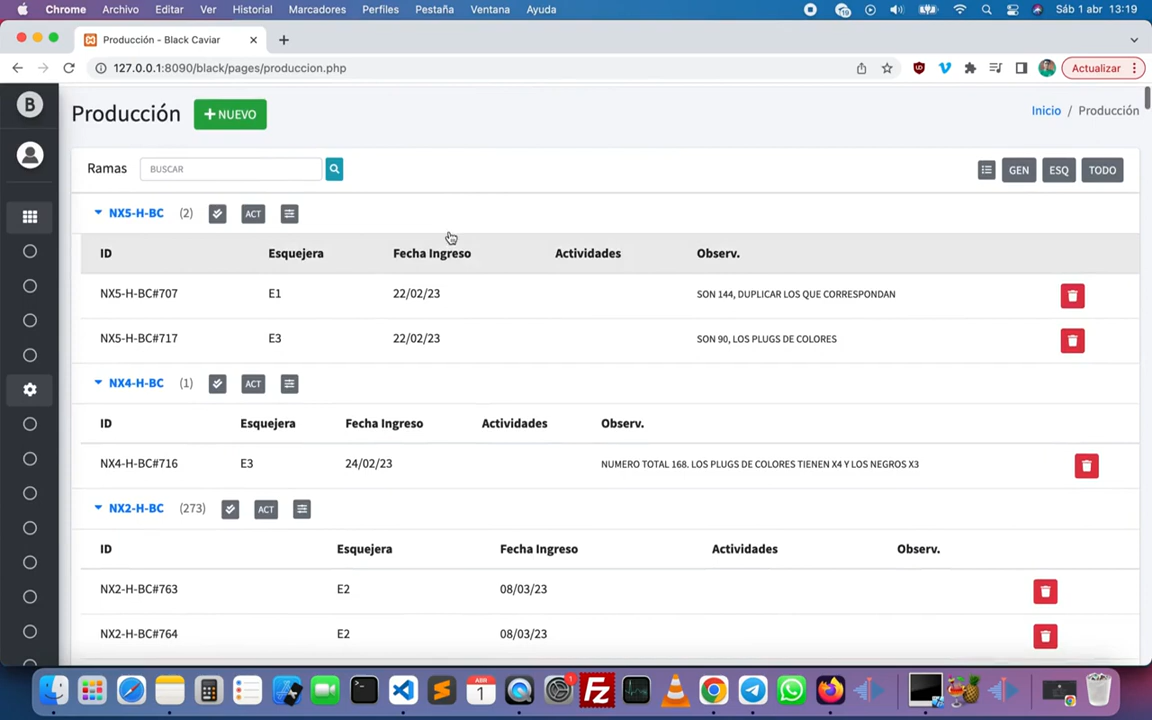 Chrome Archivo Editar Ver Historial Marcadores Perfiles Pestaña Ventana Ayuda Sáb 1 abr 13:19
Producción - Black Caviar
127.0.0.1:8090/black/pages/produccion.php Actualizar
B
Producción + NUEVO Inicio / Producción
Ramas BUSCAR GEN ESQ TODO
NX5-H-BC (2) ACT
ID Esquejera Fecha Ingreso Actividades Observ.
NX5-H-BC#707 E1 22/02/23 SON 144, DUPLICAR LOS QUE CORRESPONDAN
NX5-H-BC#717 E3 22/02/23 SON 90, LOS PLUGS DE COLORES
NX4-H-BC (1) ACT
ID Esquejera Fecha Ingreso Actividades Observ.
NX4-H-BC#716 E3 24/02/23 NUMERO TOTAL 168. LOS PLUGS DE COLORES TIENEN X4 Y LOS NEGROS X3
NX2-H-BC (273) ACT
ID Esquejera Fecha Ingreso Actividades Observ.
NX2-H-BC#763 E2 08/03/23
NX2-H-BC#764 E2 08/03/23